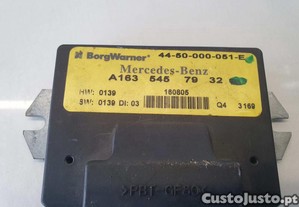 BorgWarner 44-50-000-051-E
Mercedes-Benz
A163 545 79 32
HW: 0139 160805
SW: 0139 DI: 03 Q4 3169
CustoJusto.pt